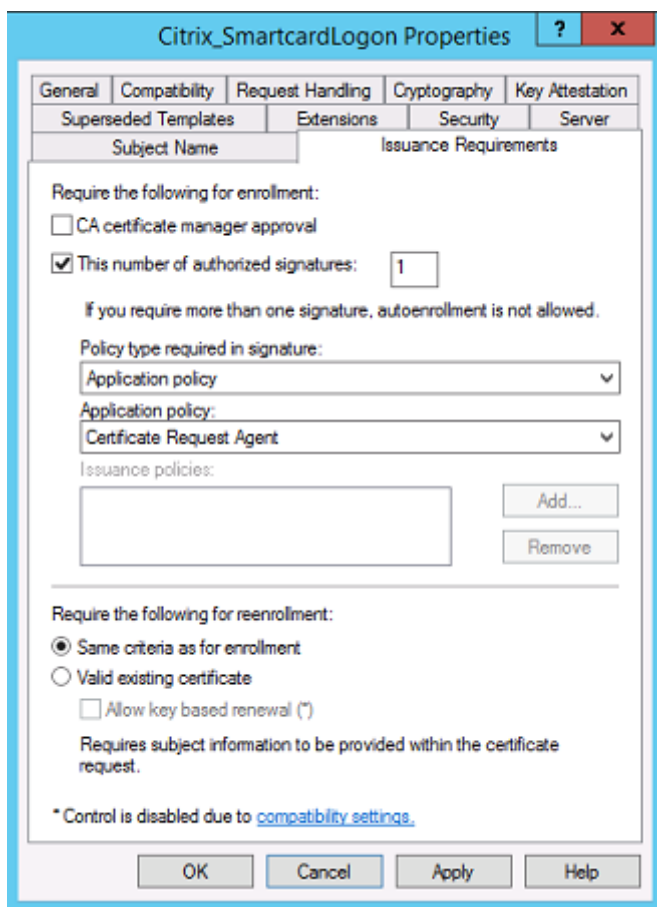 Citrix_SmartcardLogon Properties
? x
General Compatibility Request Handling Cryptography Key Attestation
Superseded Templates Extensions Security Server
Subject Name Issuance Requirements
Require the following for enrollment:
CA certificate manager approval
This number of authorized signatures: 1
If you require more than one signature, autoenrollment is not allowed.
Policy type required in signature:
Application policy
Application policy:
Certificate Request Agent
Issuance policies:
Add...
Remove
Require the following for reenrollment:
Same criteria as for enrollment
Valid existing certificate
Allow key based renewal (*)
Requires subject information to be provided within the certificate
request.
* Control is disabled due to compatibility settings.
OK Cancel Apply Help